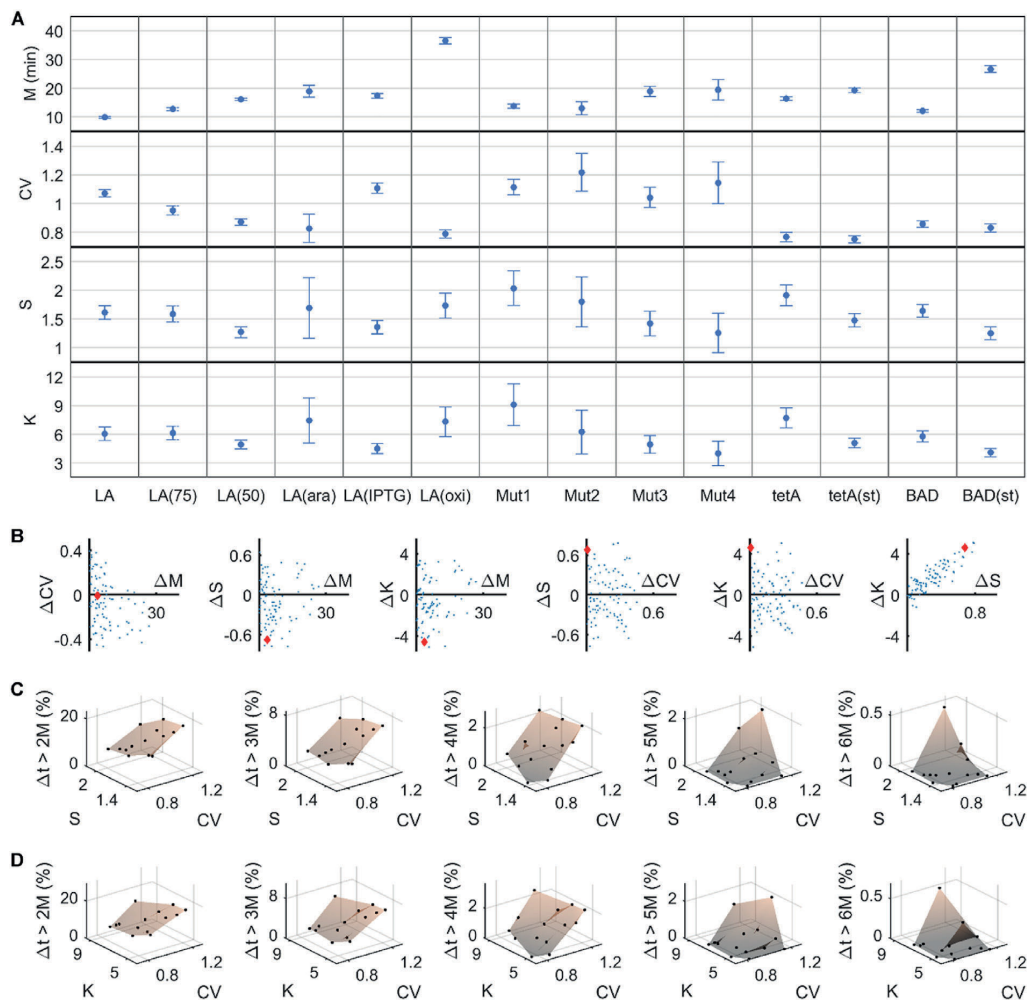 A
M (min)
40
30
20
10
CV
1.4
1.2
1
0.8
S
2.5
2
1.5
1
K
12
9
6
3
LA LA(75) LA(50) LA(ara) LA(IPTG) LA(oxi) Mut1 Mut2 Mut3 Mut4 tetA tetA(st) BAD BAD(st)
B
ΔCV 0.4 0 -0.4 ΔM 30
ΔS 0.6 0 -0.6 ΔM 30
ΔK 4 0 -4 ΔM 30
ΔS 0.6 0 -0.6 ΔCV 0.6
ΔK 4 0 -4 ΔCV 0.6
ΔK 4 0 -4 ΔS 0.8
C
Δt > 2M (%) 20 0 2 1.4 S 0.8 1.2 CV
Δt > 3M (%) 8 0 2 1.4 S 0.8 1.2 CV
Δt > 4M (%) 2 0 2 1.4 S 0.8 1.2 CV
Δt > 5M (%) 2 0 2 1.4 S 0.8 1.2 CV
Δt > 6M (%) 0.5 0 2 1.4 S 0.8 1.2 CV
D
Δt > 2M (%) 20 0 9 5 K 0.8 1.2 CV
Δt > 3M (%) 8 0 9 5 K 0.8 1.2 CV
Δt > 4M (%) 2 0 9 5 K 0.8 1.2 CV
Δt > 5M (%) 2 0 9 5 K 0.8 1.2 CV
Δt > 6M (%) 0.5 0 9 5 K 0.8 1.2 CV